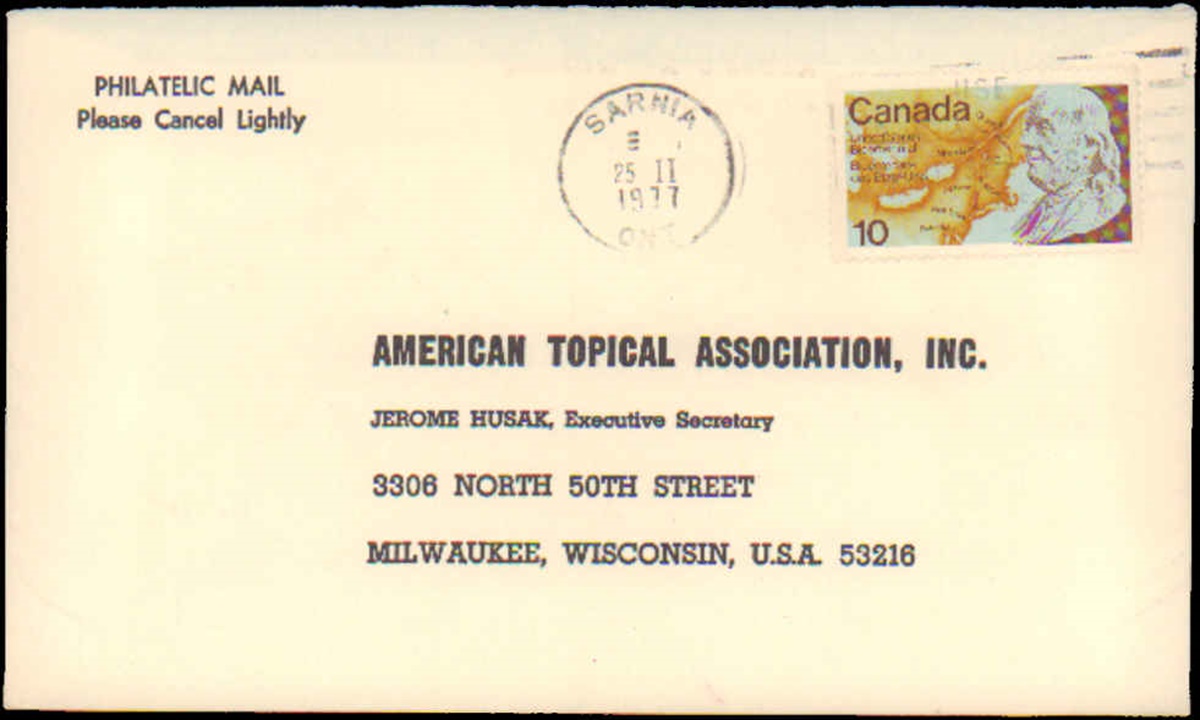 PHILATELIC MAIL
Please Cancel Lightly
SARNIA
25 II
1977
ONT
USE
Canada
10
AMERICAN TOPICAL ASSOCIATION, INC.
JEROME HUSAK, Executive Secretary
3306 NORTH 50TH STREET
MILWAUKEE, WISCONSIN, U.S.A. 53216